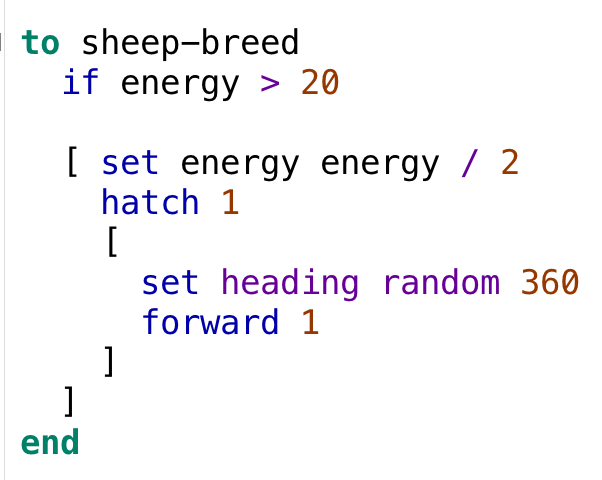 to sheep-breed
if energy > 20
[ set energy energy / 2
hatch 1
[
set heading random 360
forward 1
]
]
end